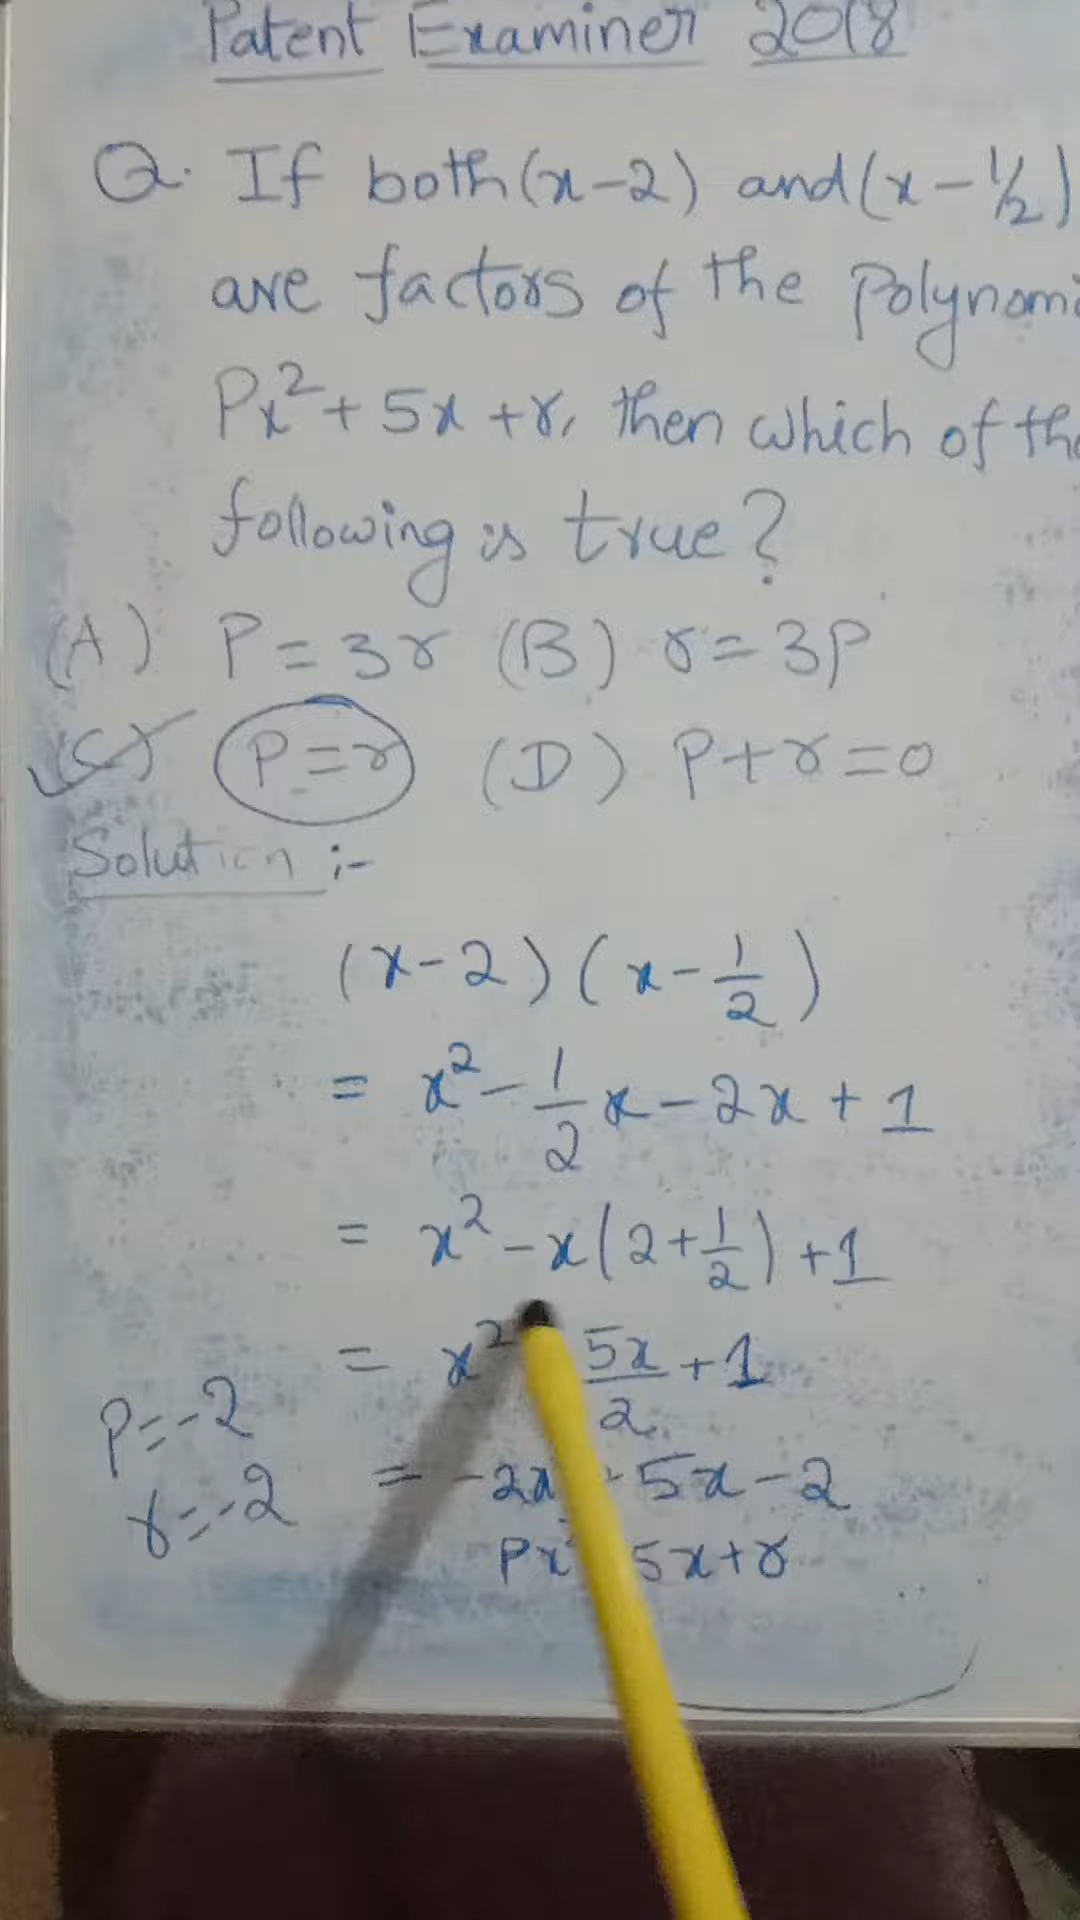 Patent Examiner 2018
Q. If both (x-2) and (x-1/2)
are factors of the Polynomi
Px²+5x+r, then which of the
following is true?
(A) P=3r (B) r=3P
(C) P=r (D) P+r=0
Solution :-
(x-2)(x-1/2)
= x²-1/2x-2x+1
= x²-x(2+1/2)+1
= x² 5x/2+1
P=-2
= -2x 5x-2
r=-2
Px² 5x+r